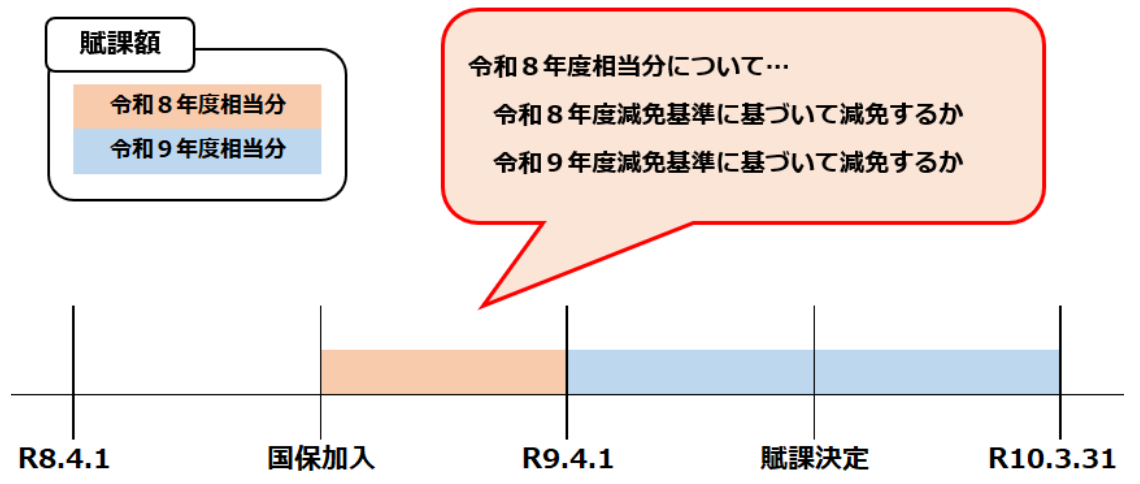 賦課額
令和８年度相当分
令和９年度相当分
令和８年度相当分について…
令和８年度減免基準に基づいて減免するか
令和９年度減免基準に基づいて減免するか
R8.4.1
国保加入
R9.4.1
賦課決定
R10.3.31